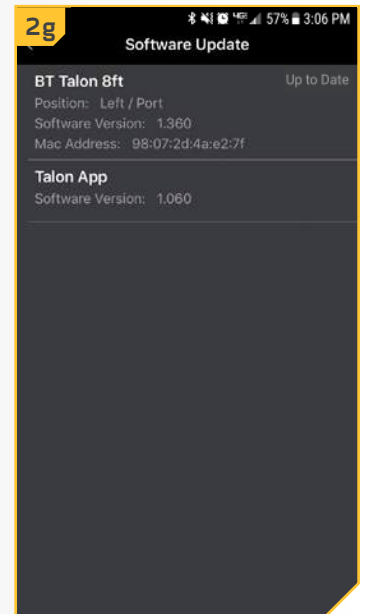 2g
57% 3:06 PM
Software Update
BT Talon 8ft Up to Date
Position: Left / Port
Software Version: 1.360
Mac Address: 98:07:2d:4a:e2:7f
Talon App
Software Version: 1.060